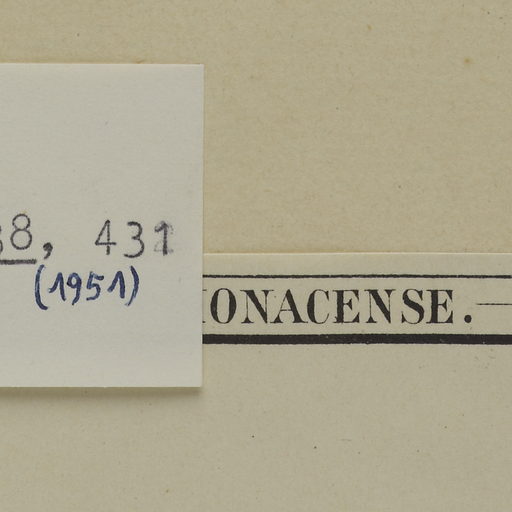 38, 431
(1951)
MONACENSE.